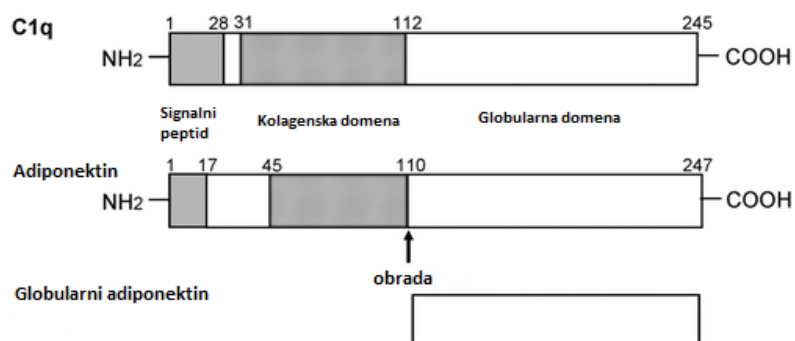 C1q
1 28 31 112 245
NH2 COOH
Signalni
peptid
Kolagenska domena
Globularna domena
Adiponektin
1 17 45 110 247
NH2 COOH
obrada
Globularni adiponektin